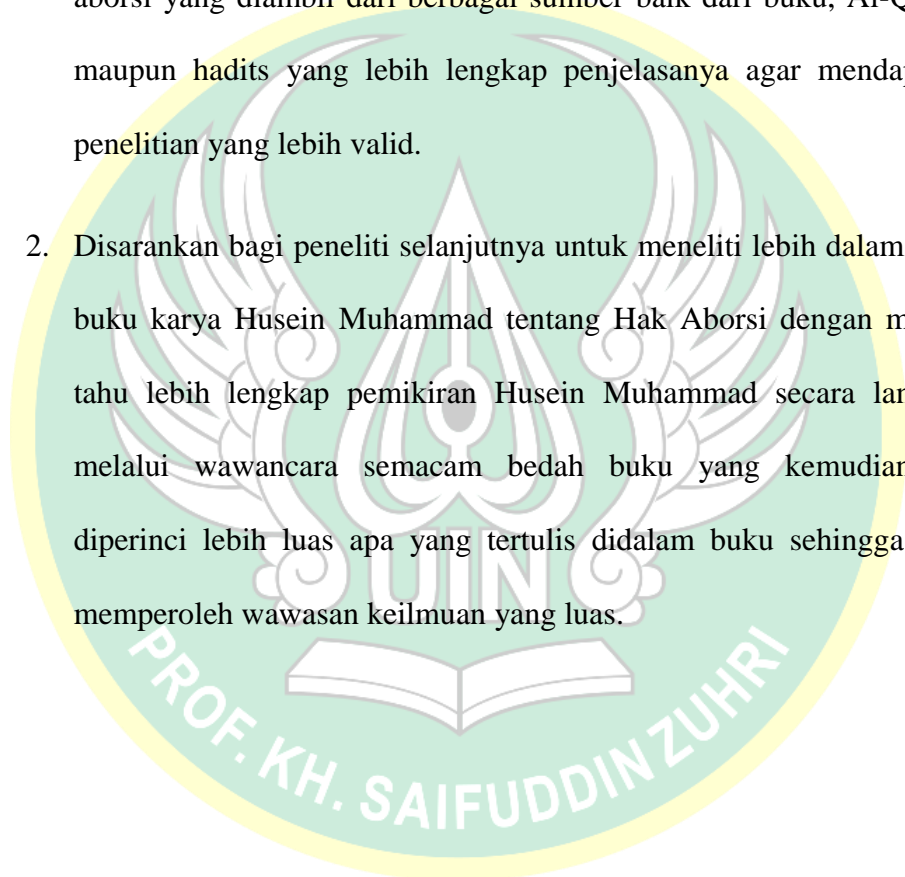 aborsi yang diambil dari berbagai sumber baik dari buku,
maupun hadits yang lebih lengkap penjelasanya agar
penelitian yang lebih valid.
2. Disarankan bagi peneliti selanjutnya untuk meneliti lebih dalam
buku karya Husein Muhammad tentang Hak Aborsi dengan
tahu lebih lengkap pemikiran Husein Muhammad secara
melalui wawancara semacam bedah buku yang kemudian
diperinci lebih luas apa yang tertulis didalam buku sehingga
memperoleh wawasan keilmuan yang luas.
UIN
PROF. KH. SAIFUDDIN ZUHRI